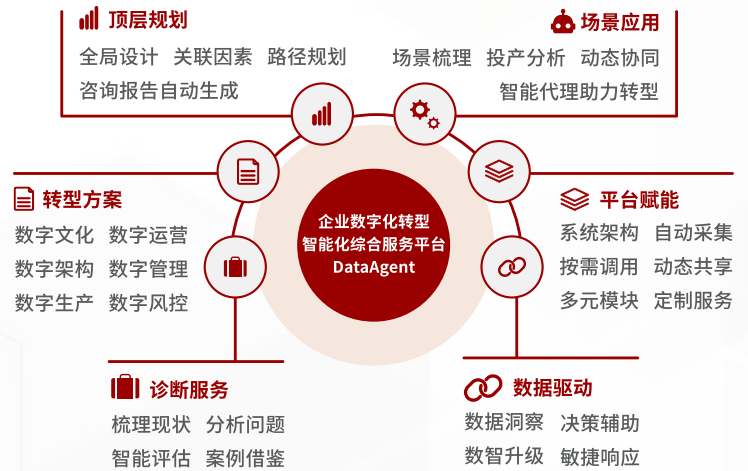 顶层规划
全局设计 关联因素 路径规划
咨询报告自动生成
场景应用
场景梳理 投产分析 动态协同
智能代理助力转型
转型方案
数字文化 数字运营
数字架构 数字管理
数字生产 数字风控
企业数字化转型
智能化综合服务平台
DataAgent
平台赋能
系统架构 自动采集
按需调用 动态共享
多元模块 定制服务
诊断服务
梳理现状 分析问题
智能评估 案例借鉴
数据驱动
数据洞察 决策辅助
数智升级 敏捷响应